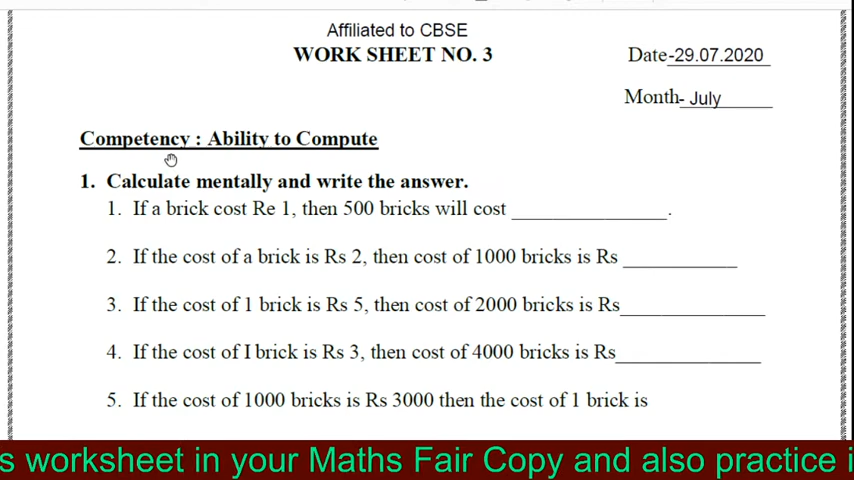 Affiliated to CBSE
WORK SHEET NO. 3
Date-29.07.2020
Month- July
Competency : Ability to Compute
1. Calculate mentally and write the answer.
1. If a brick cost Re 1, then 500 bricks will cost ________________.
2. If the cost of a brick is Rs 2, then cost of 1000 bricks is Rs ____________
3. If the cost of 1 brick is Rs 5, then cost of 2000 bricks is Rs_______________
4. If the cost of I brick is Rs 3, then cost of 4000 bricks is Rs_______________
5. If the cost of 1000 bricks is Rs 3000 then the cost of 1 brick is
s worksheet in your Maths Fair Copy and also practice i